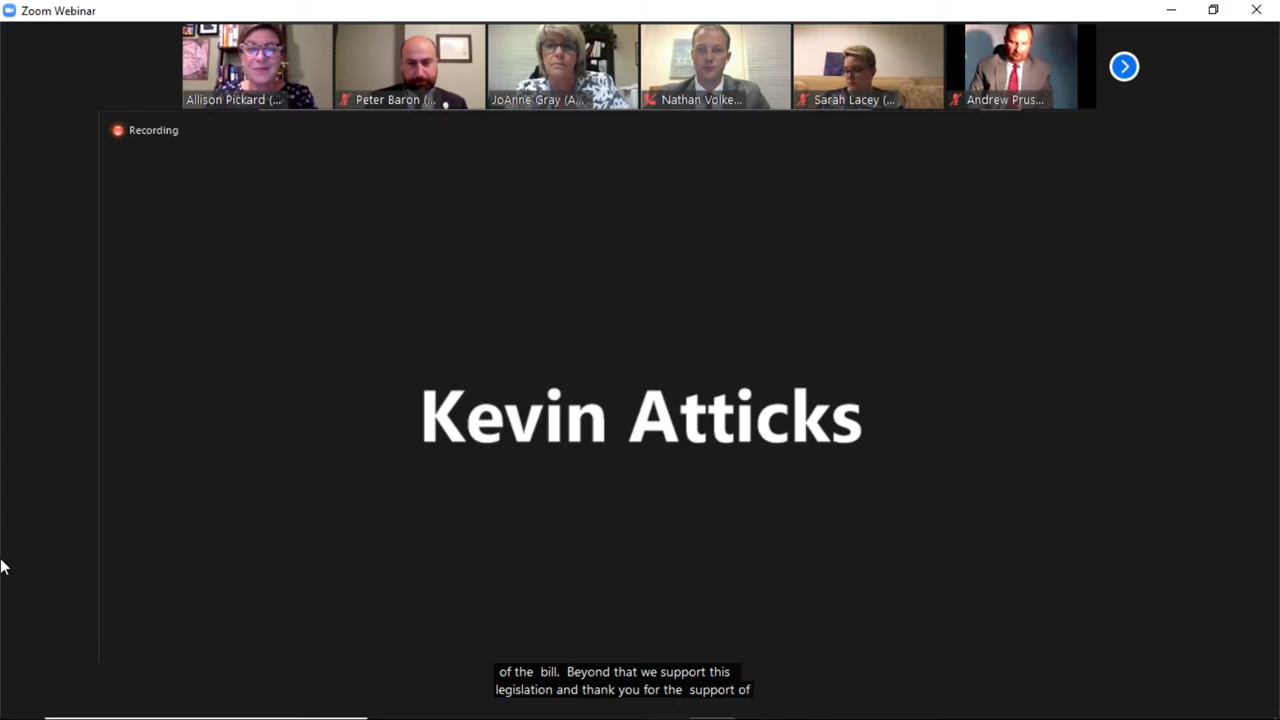 Zoom Webinar
Allison Pickard (...
Peter Baron (...
JoAnne Gray (A...
Nathan Volke...
Sarah Lacey (...
Andrew Prus...
Recording
Kevin Atticks
of the bill. Beyond that we support this
legislation and thank you for the support of